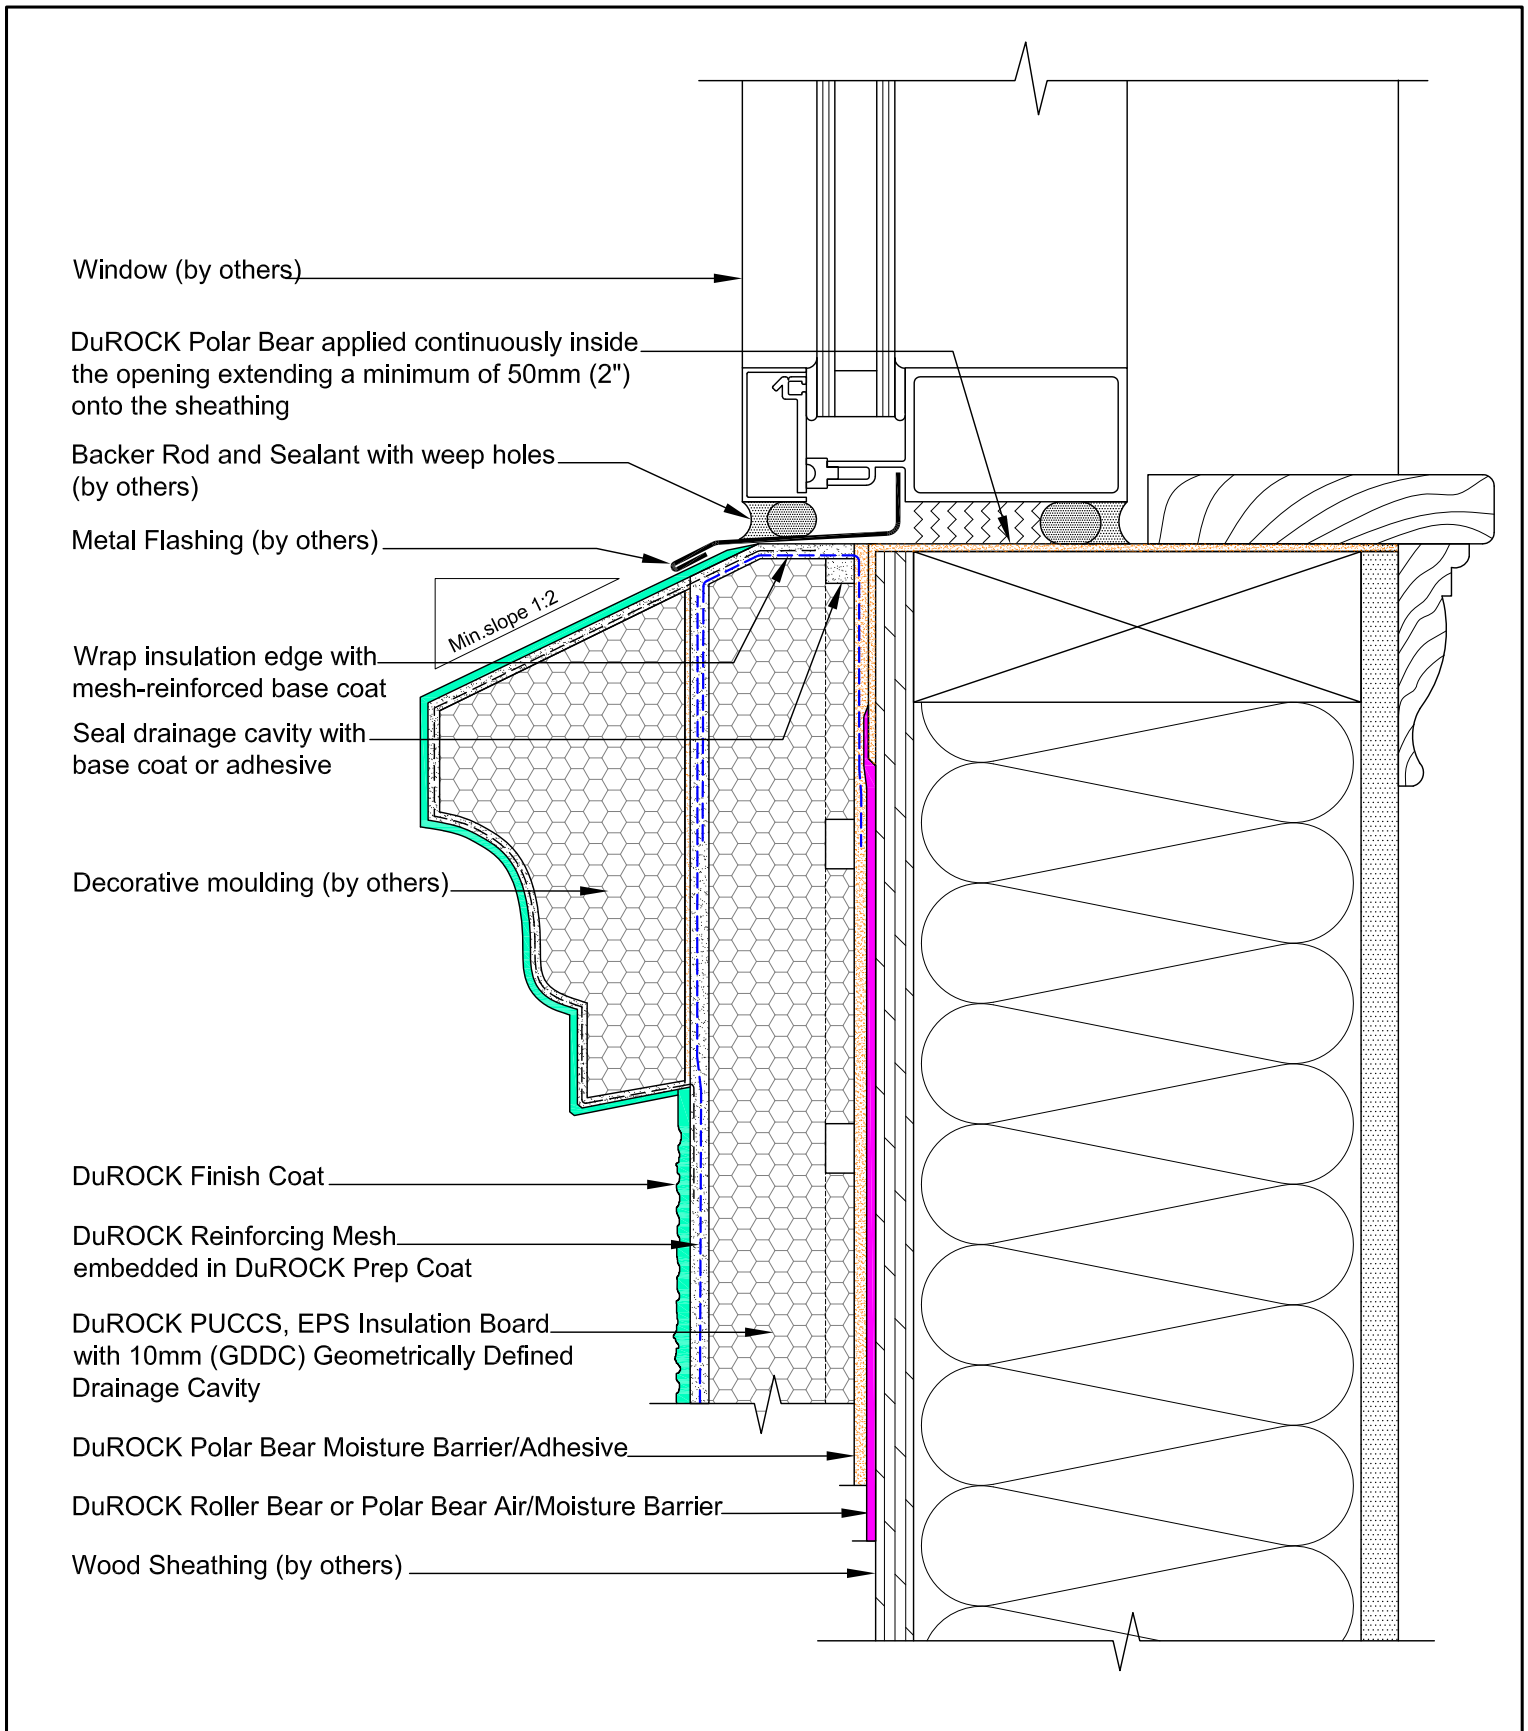 Window (by others)
DuROCK Polar Bear applied continuously inside
the opening extending a minimum of 50mm (2")
onto the sheathing
Backer Rod and Sealant with weep holes
(by others)
Metal Flashing (by others)
Min.slope 1:2
Wrap insulation edge with
mesh-reinforced base coat
Seal drainage cavity with
base coat or adhesive
Decorative moulding (by others)
DuROCK Finish Coat
DuROCK Reinforcing Mesh
embedded in DuROCK Prep Coat
DuROCK PUCCS, EPS Insulation Board
with 10mm (GDDC) Geometrically Defined
Drainage Cavity
DuROCK Polar Bear Moisture Barrier/Adhesive
DuROCK Roller Bear or Polar Bear Air/Moisture Barrier
Wood Sheathing (by others)